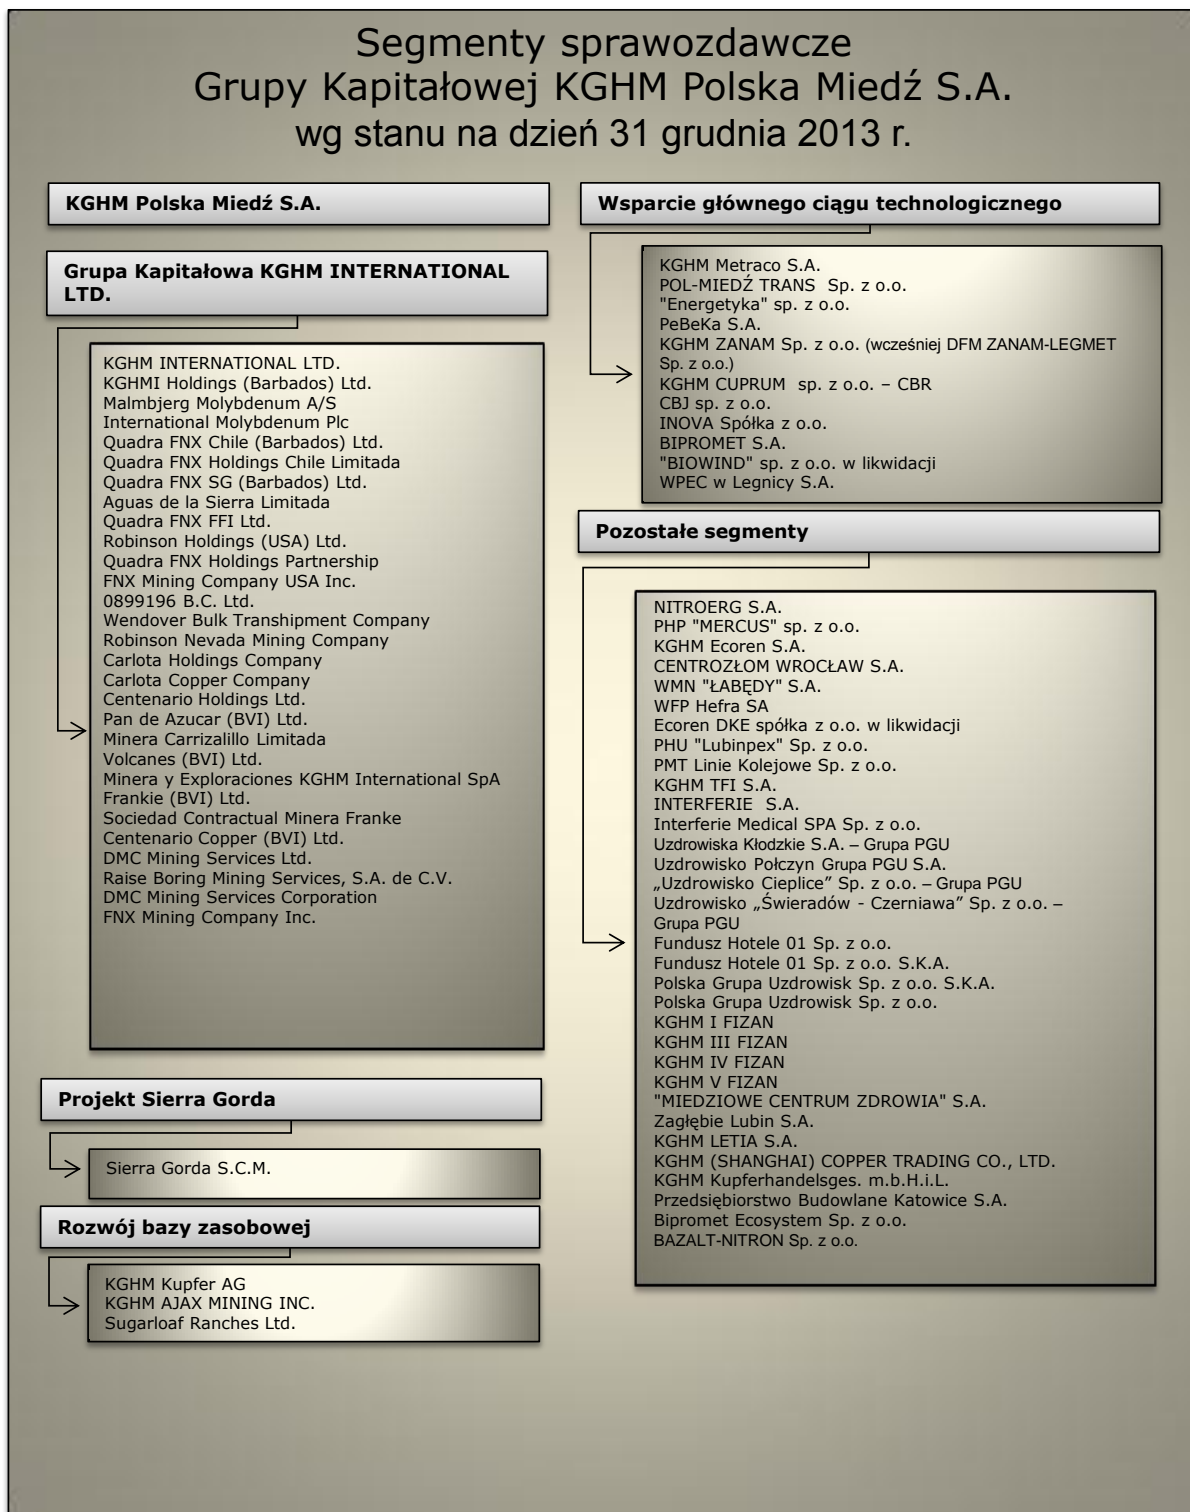 Segmenty sprawozdawcze
Grupy Kapitałowej KGHM Polska Miedź S.A.
wg stanu na dzień 31 grudnia 2013 r.
KGHM Polska Miedź S.A.
Grupa Kapitałowa KGHM INTERNATIONAL
LTD.
KGHM INTERNATIONAL LTD.
KGHMI Holdings (Barbados) Ltd.
Malmbjerg Molybdenum A/S
International Molybdenum Plc
Quadra FNX Chile (Barbados) Ltd.
Quadra FNX Holdings Chile Limitada
Quadra FNX SG (Barbados) Ltd.
Aguas de la Sierra Limitada
Quadra FNX FFI Ltd.
Robinson Holdings (USA) Ltd.
Quadra FNX Holdings Partnership
FNX Mining Company USA Inc.
0899196 B.C. Ltd.
Wendover Bulk Transhipment Company
Robinson Nevada Mining Company
Carlota Holdings Company
Carlota Copper Company
Centenario Holdings Ltd.
Pan de Azucar (BVI) Ltd.
Minera Carrizalillo Limitada
Volcanes (BVI) Ltd.
Minera y Exploraciones KGHM International SpA
Frankie (BVI) Ltd.
Sociedad Contractual Minera Franke
Centenario Copper (BVI) Ltd.
DMC Mining Services Ltd.
Raise Boring Mining Services, S.A. de C.V.
DMC Mining Services Corporation
FNX Mining Company Inc.
Projekt Sierra Gorda
Sierra Gorda S.C.M.
Rozwój bazy zasobowej
KGHM Kupfer AG
KGHM AJAX MINING INC.
Sugarloaf Ranches Ltd.
Wsparcie głównego ciągu technologicznego
KGHM Metraco S.A.
POL-MIEDŹ TRANS Sp. z o.o.
"Energetyka" sp. z o.o.
PeBeKa S.A.
KGHM ZANAM Sp. z o.o. (wcześniej DFM ZANAM-LEGMET
Sp. z o.o.)
KGHM CUPRUM sp. z o.o. – CBR
CBJ sp. z o.o.
INOVA Spółka z o.o.
BIPROMET S.A.
"BIOWIND" sp. z o.o. w likwidacji
WPEC w Legnicy S.A.
Pozostałe segmenty
NITROERG S.A.
PHP "MERCUS" sp. z o.o.
KGHM Ecoren S.A.
CENTROZŁOM WROCŁAW S.A.
WMN "ŁABĘDY" S.A.
WFP Hefra SA
Ecoren DKE spółka z o.o. w likwidacji
PHU "Lubinpex" Sp. z o.o.
PMT Linie Kolejowe Sp. z o.o.
KGHM TFI S.A.
INTERFERIE S.A.
Interferie Medical SPA Sp. z o.o.
Uzdrowiska Kłodzkie S.A. – Grupa PGU
Uzdrowisko Połczyn Grupa PGU S.A.
„Uzdrowisko Cieplice” Sp. z o.o. – Grupa PGU
Uzdrowisko „Świeradów - Czerniawa” Sp. z o.o. –
Grupa PGU
Fundusz Hotele 01 Sp. z o.o.
Fundusz Hotele 01 Sp. z o.o. S.K.A.
Polska Grupa Uzdrowisk Sp. z o.o. S.K.A.
Polska Grupa Uzdrowisk Sp. z o.o.
KGHM I FIZAN
KGHM III FIZAN
KGHM IV FIZAN
KGHM V FIZAN
"MIEDZIOWE CENTRUM ZDROWIA" S.A.
Zagłębie Lubin S.A.
KGHM LETIA S.A.
KGHM (SHANGHAI) COPPER TRADING CO., LTD.
KGHM Kupferhandelsges. m.b.H.i.L.
Przedsiębiorstwo Budowlane Katowice S.A.
Bipromet Ecosystem Sp. z o.o.
BAZALT-NITRON Sp. z o.o.